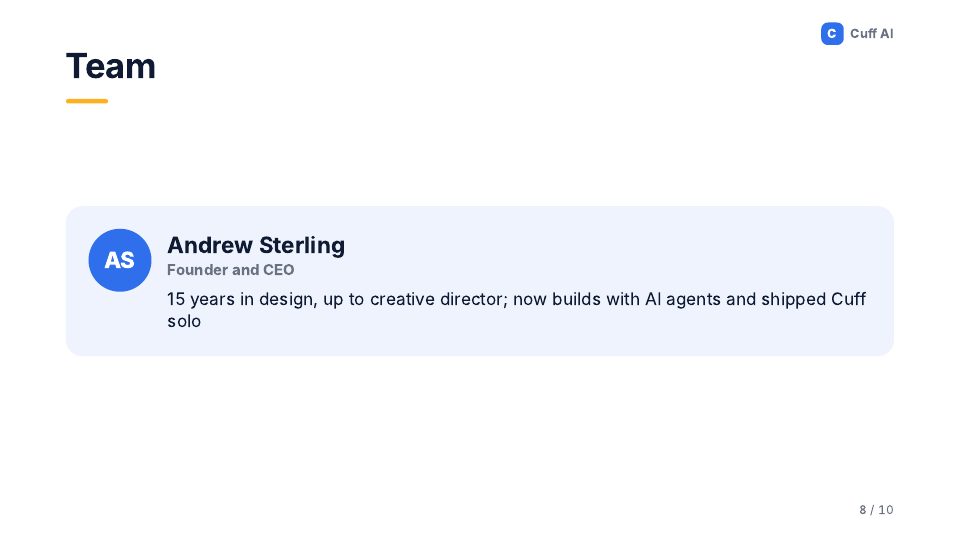 C Cuff AI
Team
AS
Andrew Sterling
Founder and CEO
15 years in design, up to creative director; now builds with AI agents and shipped Cuff
solo
8 / 10